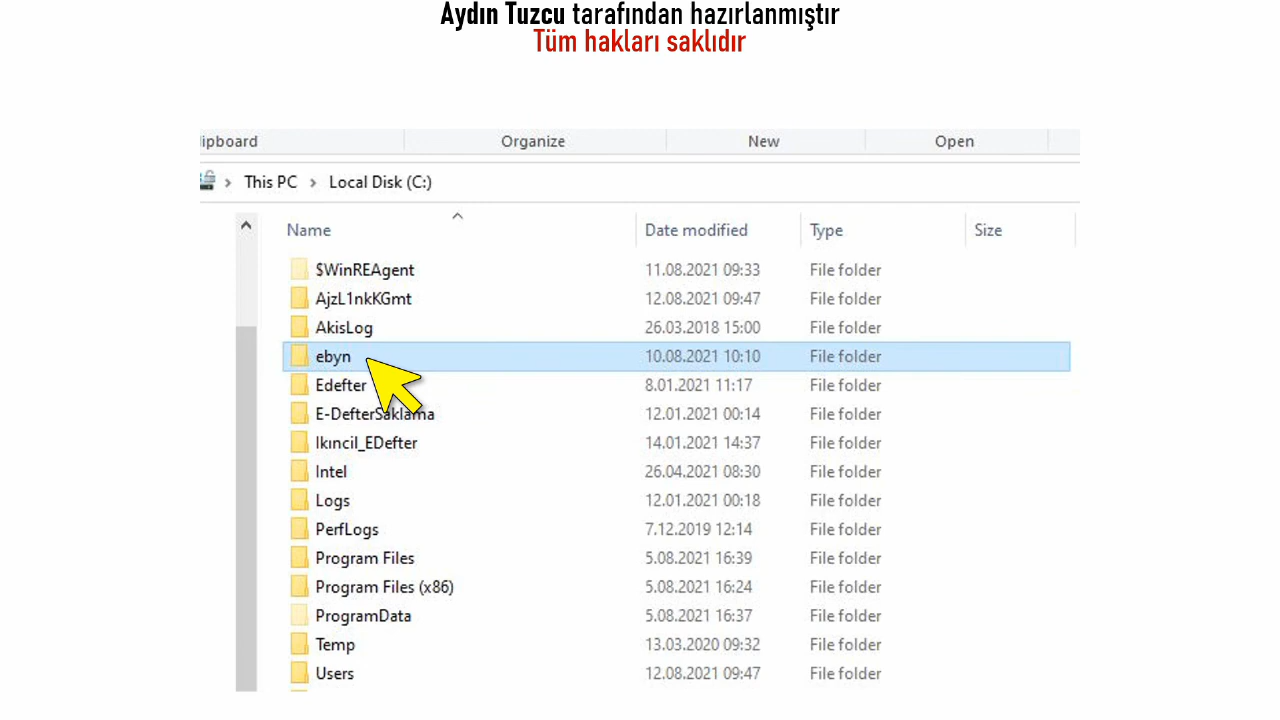 Aydın Tuzcu tarafından hazırlanmıştır
Tüm hakları saklıdır
lipboard Organize New Open
This PC > Local Disk (C:)
Name Date modified Type Size
$WinREAgent 11.08.2021 09:33 File folder
AjzL1nkKGmt 12.08.2021 09:47 File folder
AkisLog 26.03.2018 15:00 File folder
ebyn 10.08.2021 10:10 File folder
Edefter 8.01.2021 11:17 File folder
E-DefterSaklama 12.01.2021 00:14 File folder
Ikıncil_EDefter 14.01.2021 14:37 File folder
Intel 26.04.2021 08:30 File folder
Logs 12.01.2021 00:18 File folder
PerfLogs 7.12.2019 12:14 File folder
Program Files 5.08.2021 16:39 File folder
Program Files (x86) 5.08.2021 16:24 File folder
ProgramData 5.08.2021 16:37 File folder
Temp 13.03.2020 09:32 File folder
Users 12.08.2021 09:47 File folder